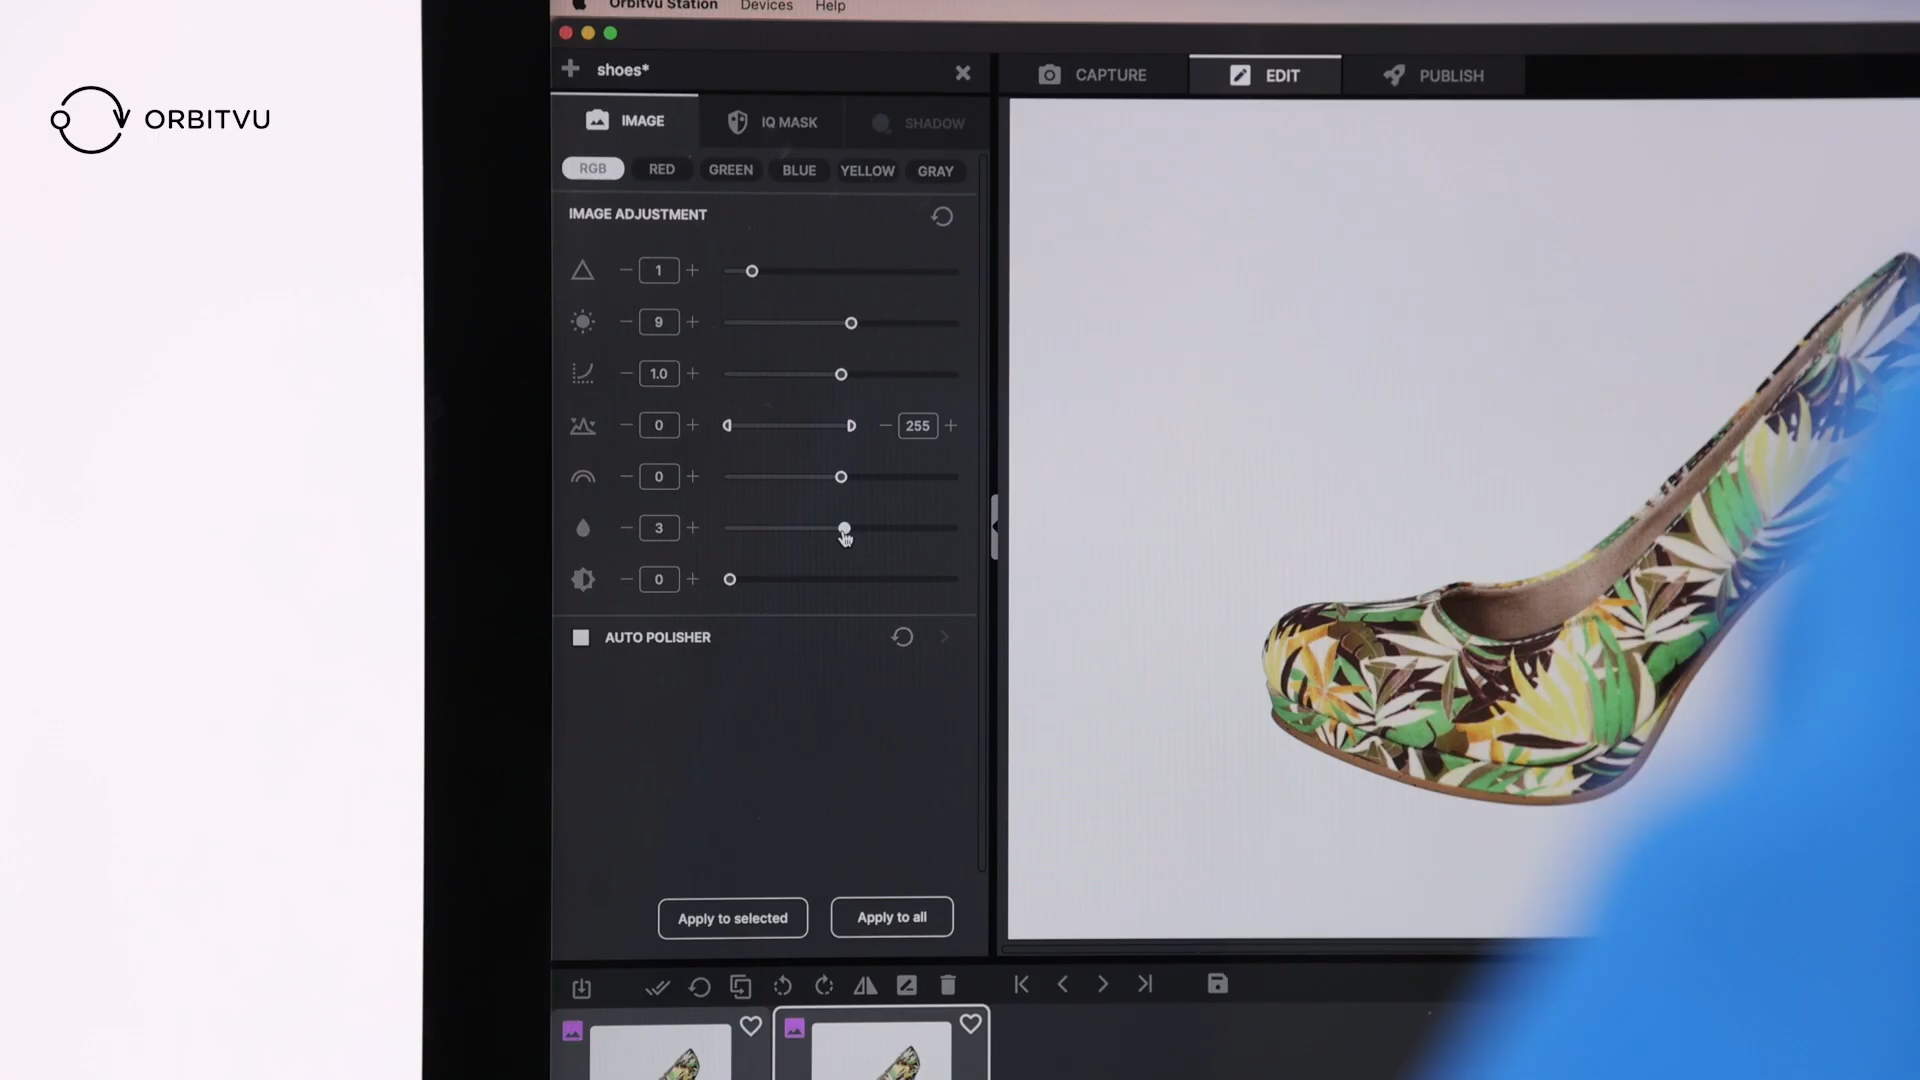 ORBITVU
Orbitvu Station Devices Help
shoes*
CAPTURE EDIT PUBLISH
IMAGE IQ MASK SHADOW
RGB RED GREEN BLUE YELLOW GRAY
IMAGE ADJUSTMENT
1
9
1.0
0 255
0
3
0
AUTO POLISHER
Apply to selected Apply to all